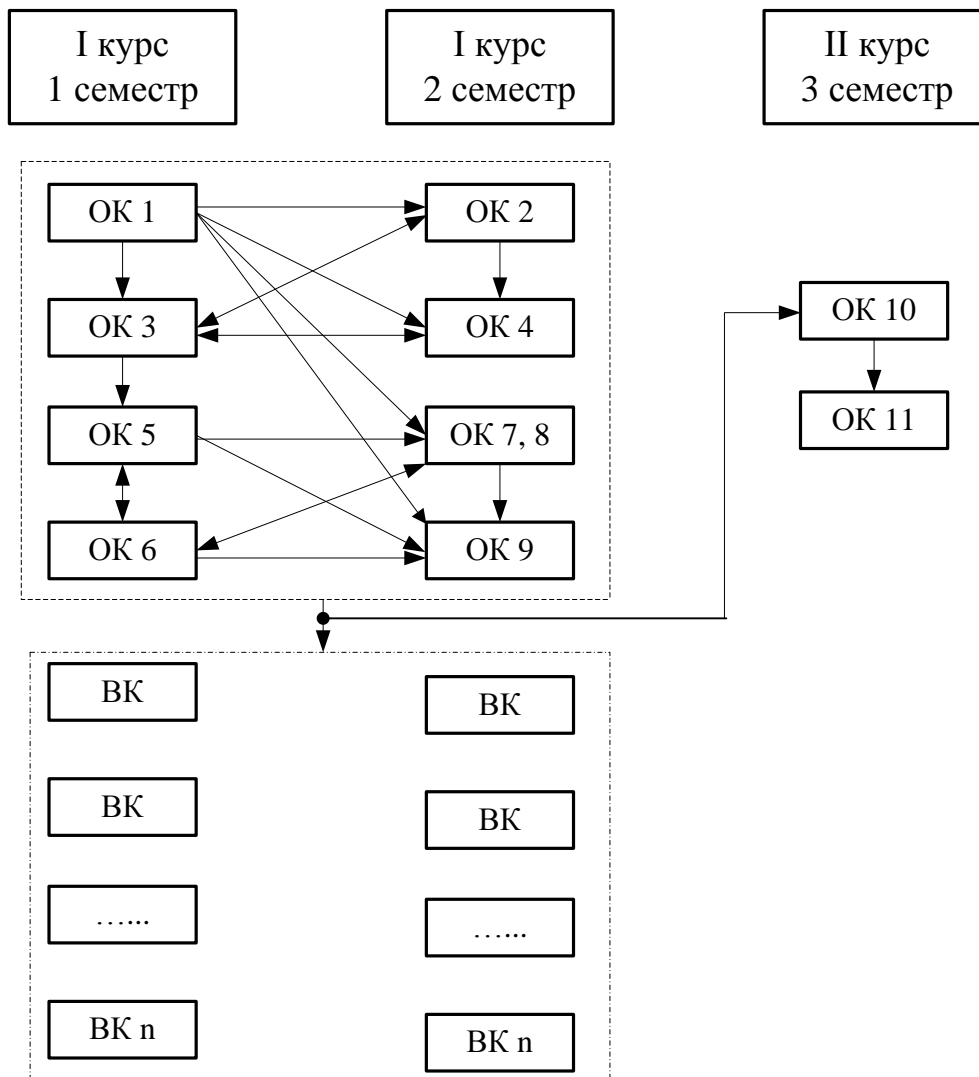 I курс
1 семестр
I курс
2 семестр
II курс
3 семестр
ОК 1
ОК 2
ОК 3
ОК 4
ОК 10
ОК 5
ОК 7, 8
ОК 11
ОК 6
ОК 9
ВК
ВК
ВК
ВК
…...
…...
ВК n
ВК n